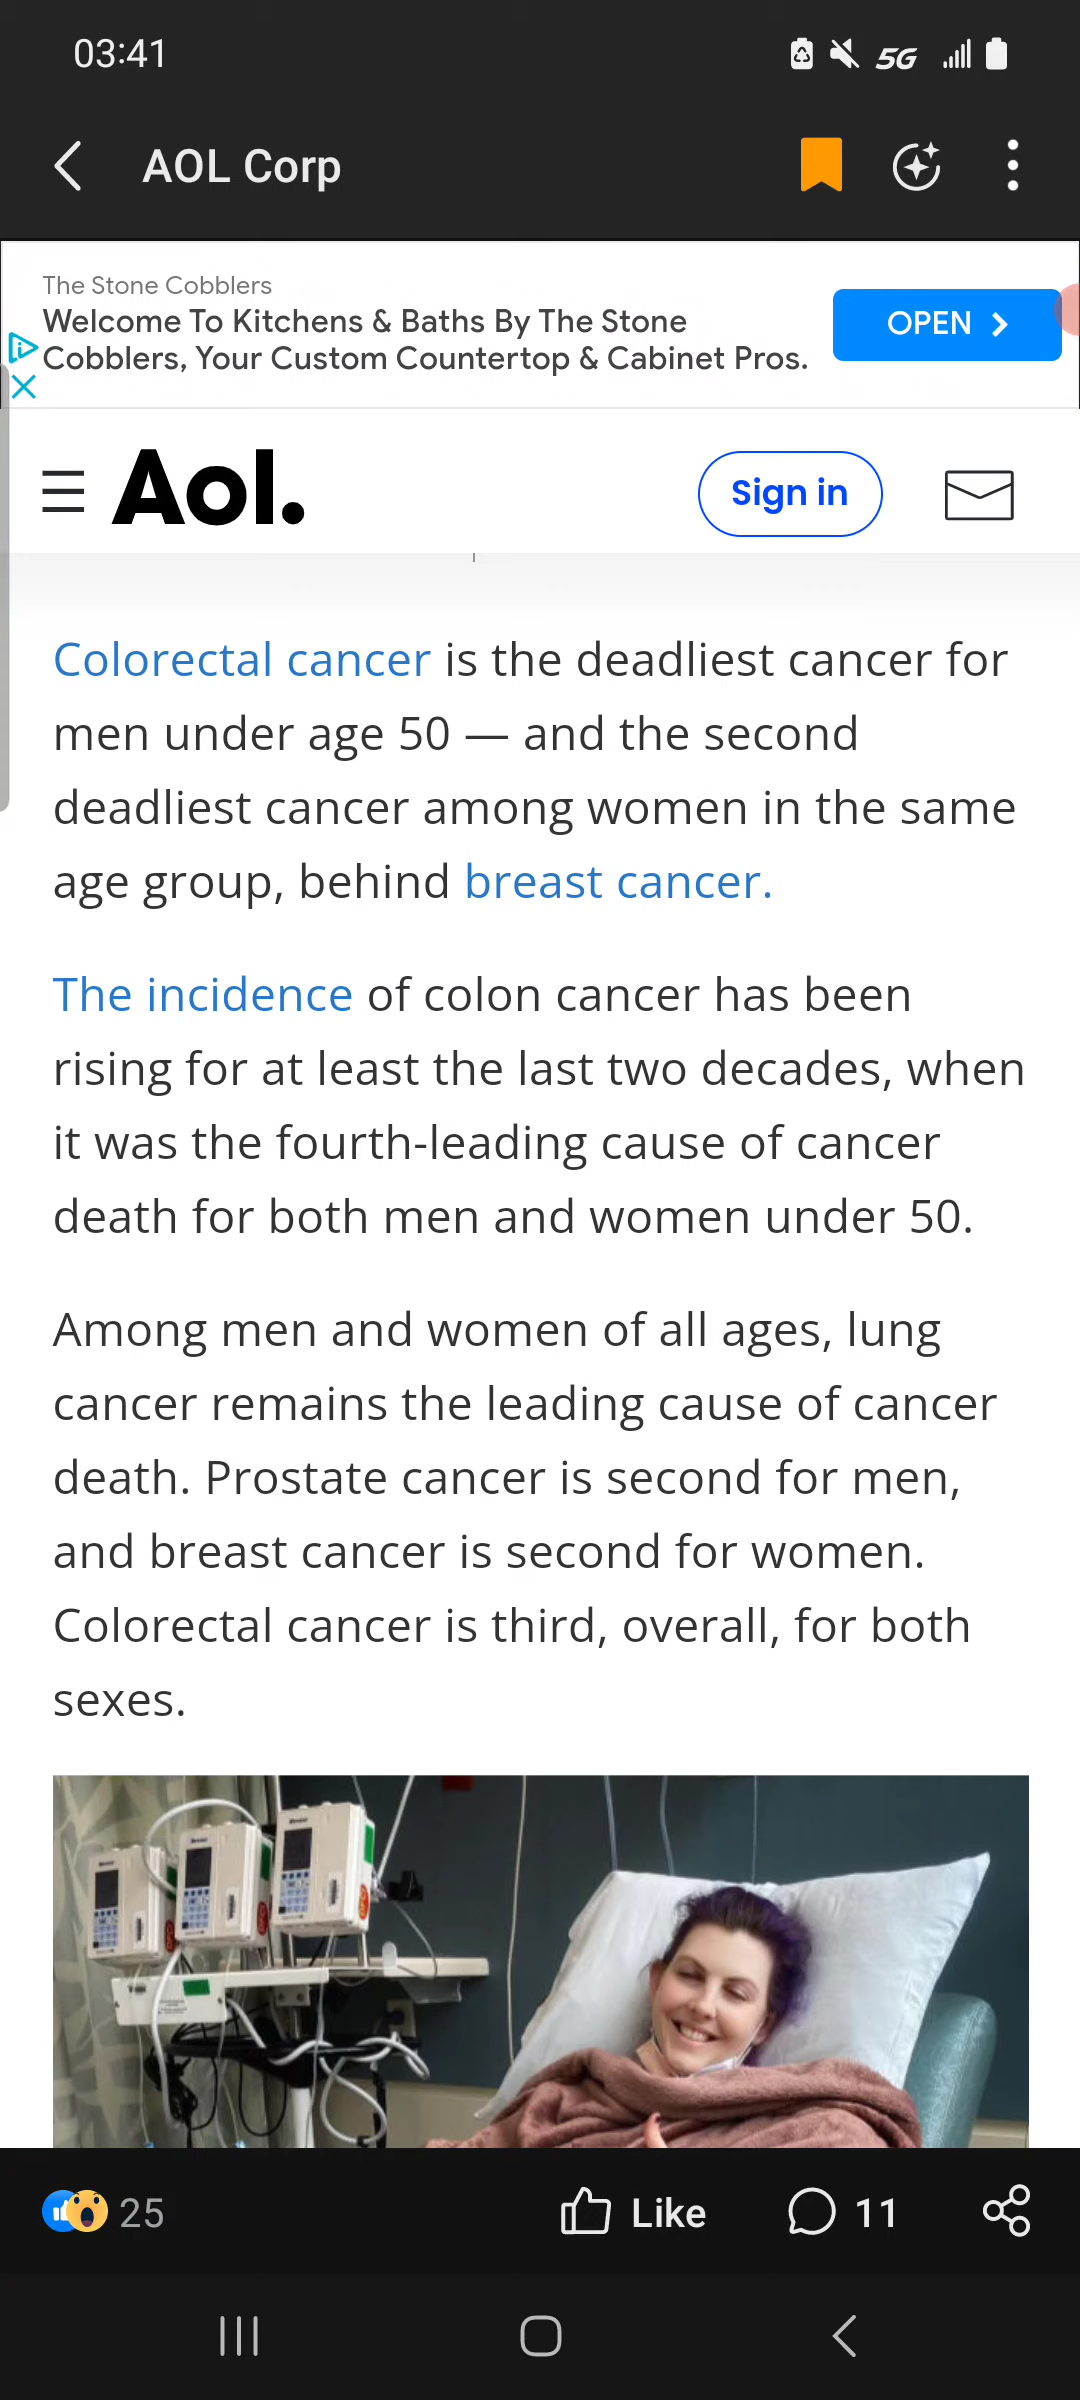 03:41
5G
AOL Corp
The Stone Cobblers
Welcome To Kitchens & Baths By The Stone
Cobblers, Your Custom Countertop & Cabinet Pros.
OPEN
Aol.
Sign in
Colorectal cancer is the deadliest cancer for
men under age 50 — and the second
deadliest cancer among women in the same
age group, behind breast cancer.
The incidence of colon cancer has been
rising for at least the last two decades, when
it was the fourth-leading cause of cancer
death for both men and women under 50.
Among men and women of all ages, lung
cancer remains the leading cause of cancer
death. Prostate cancer is second for men,
and breast cancer is second for women.
Colorectal cancer is third, overall, for both
sexes.
25
Like
11